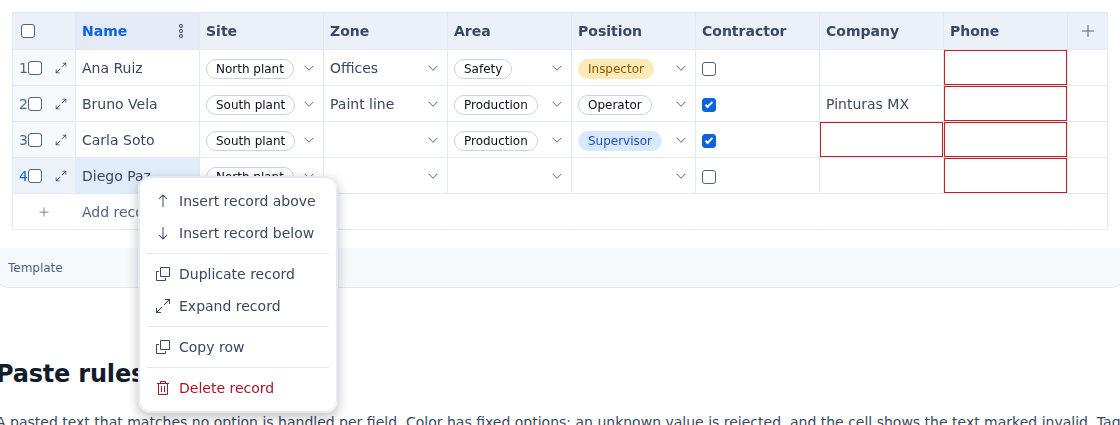 Name Site Zone Area Position Contractor Company Phone
1 Ana Ruiz North plant Offices Safety Inspector
2 Bruno Vela South plant Paint line Production Operator Pinturas MX
3 Carla Soto South plant Production Supervisor
4 Diego Paz North plant
Add reco
Insert record above
Insert record below
Template
Duplicate record
Expand record
Copy row
Delete record
Paste rules
A pasted text that matches no option is handled per field. Color has fixed options: an unknown value is rejected, and the cell shows the text marked invalid. Tag